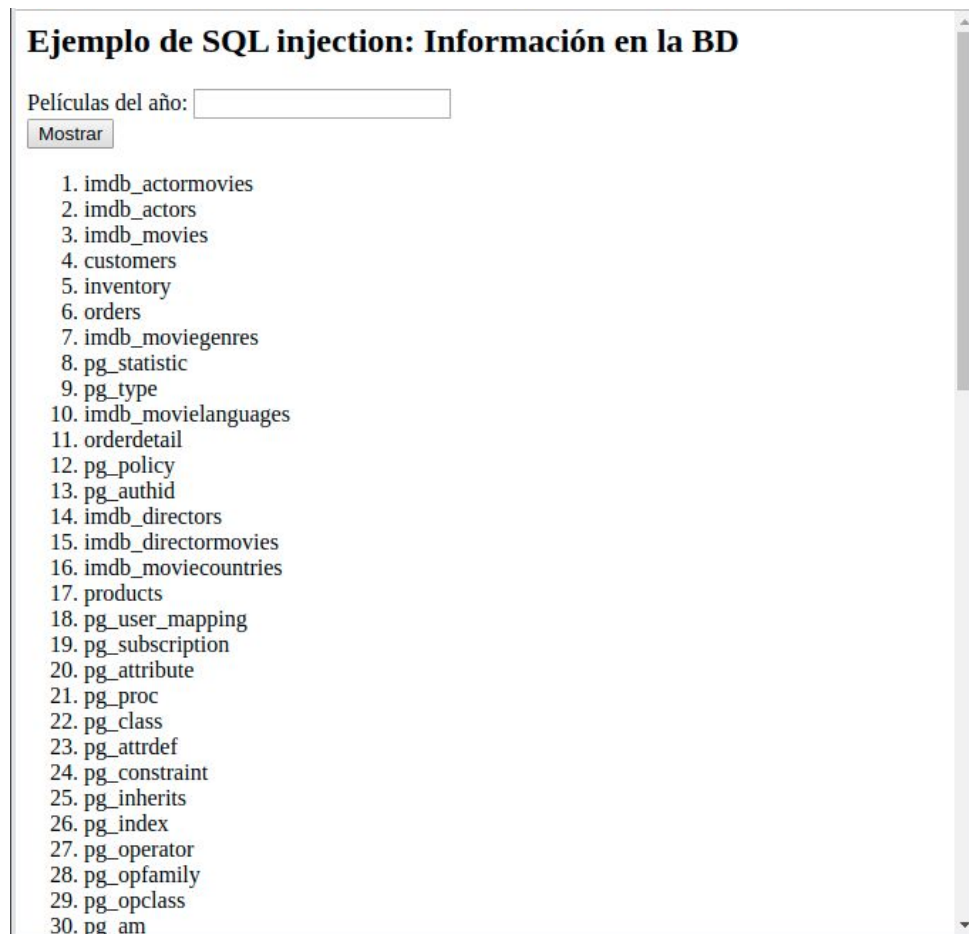 Ejemplo de SQL injection: Información en la BD
Películas del año:
Mostrar
1. imdb_actormovies
2. imdb_actors
3. imdb_movies
4. customers
5. inventory
6. orders
7. imdb_moviegenres
8. pg_statistic
9. pg_type
10. imdb_movielanguages
11. orderdetail
12. pg_policy
13. pg_authid
14. imdb_directors
15. imdb_directormovies
16. imdb_moviecountries
17. products
18. pg_user_mapping
19. pg_subscription
20. pg_attribute
21. pg_proc
22. pg_class
23. pg_attrdef
24. pg_constraint
25. pg_inherits
26. pg_index
27. pg_operator
28. pg_opfamily
29. pg_opclass
30. pg_am